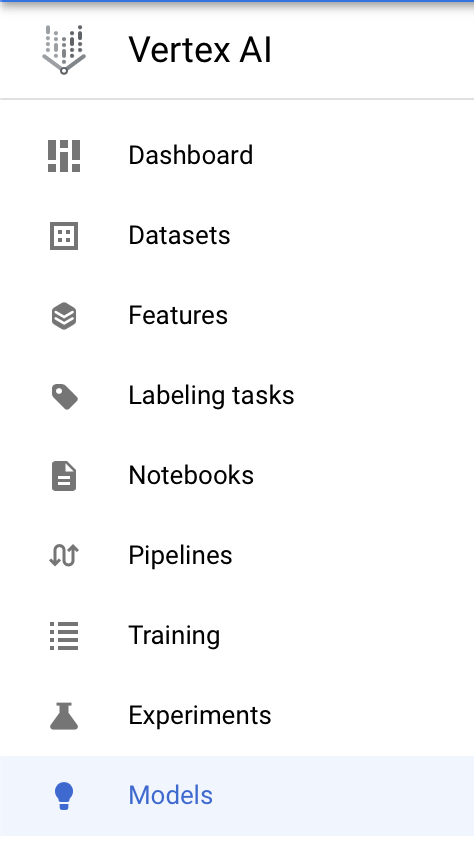 Vertex AI
Dashboard
Datasets
Features
Labeling tasks
Notebooks
Pipelines
Training
Experiments
Models